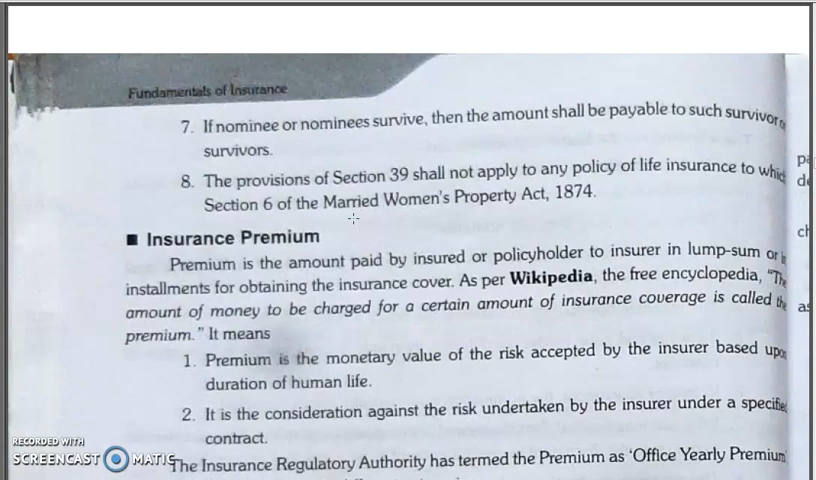 Fundamentals of Insurance
7. If nominee or nominees survive, then the amount shall be payable to such survivor
survivors.
8. The provisions of Section 39 shall not apply to any policy of life insurance to
Section 6 of the Married Women's Property Act, 1874.
■ Insurance Premium
Premium is the amount paid by insured or policyholder to insurer in lump-sum or
installments for obtaining the insurance cover. As per Wikipedia, the free encyclopedia, "The
amount of money to be charged for a certain amount of insurance coverage is called the
premium." It means
1. Premium is the monetary value of the risk accepted by the insurer based upon
duration of human life.
2. It is the consideration against the risk undertaken by the insurer under a
contract.
The Insurance Regulatory Authority has termed the Premium as 'Office Yearly Premium
RECORDED WITH
SCREENCAST MATIC